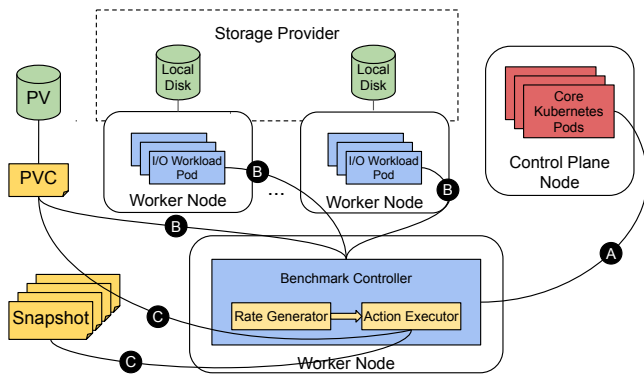 Storage Provider
Local
Disk
Local
Disk
PV
Core
Kubernetes
Pods
Control Plane
Node
I/O Workload
Pod
Worker Node
...
I/O Workload
Pod
Worker Node
PVC
B
B
B
A
Benchmark Controller
Rate Generator
Action Executor
Worker Node
Snapshot
C
C